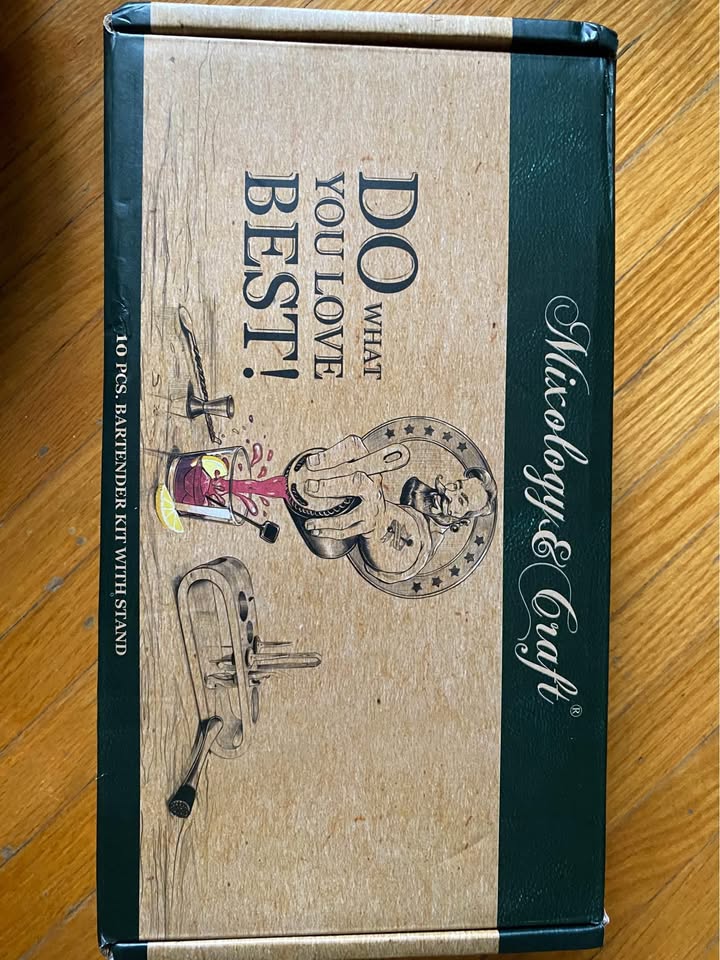 Mixology & Craft®
DO WHAT
YOU LOVE
BEST!
10 PCS. BARTENDER KIT WITH STAND